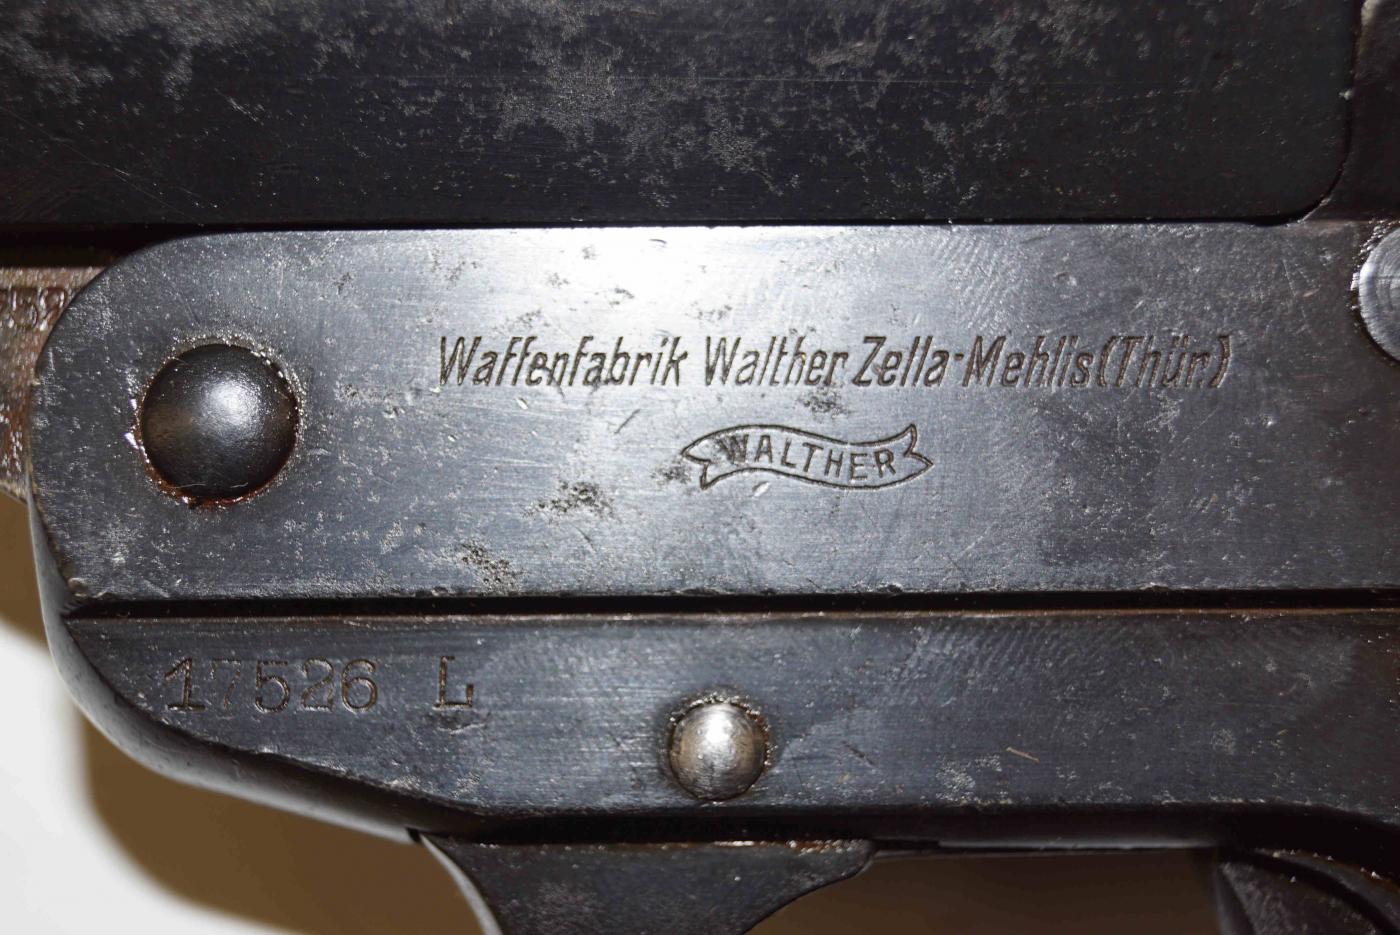 Waffenfabrik Walther Zella-Mehlis (Thür.)
WALTHER
17526 L